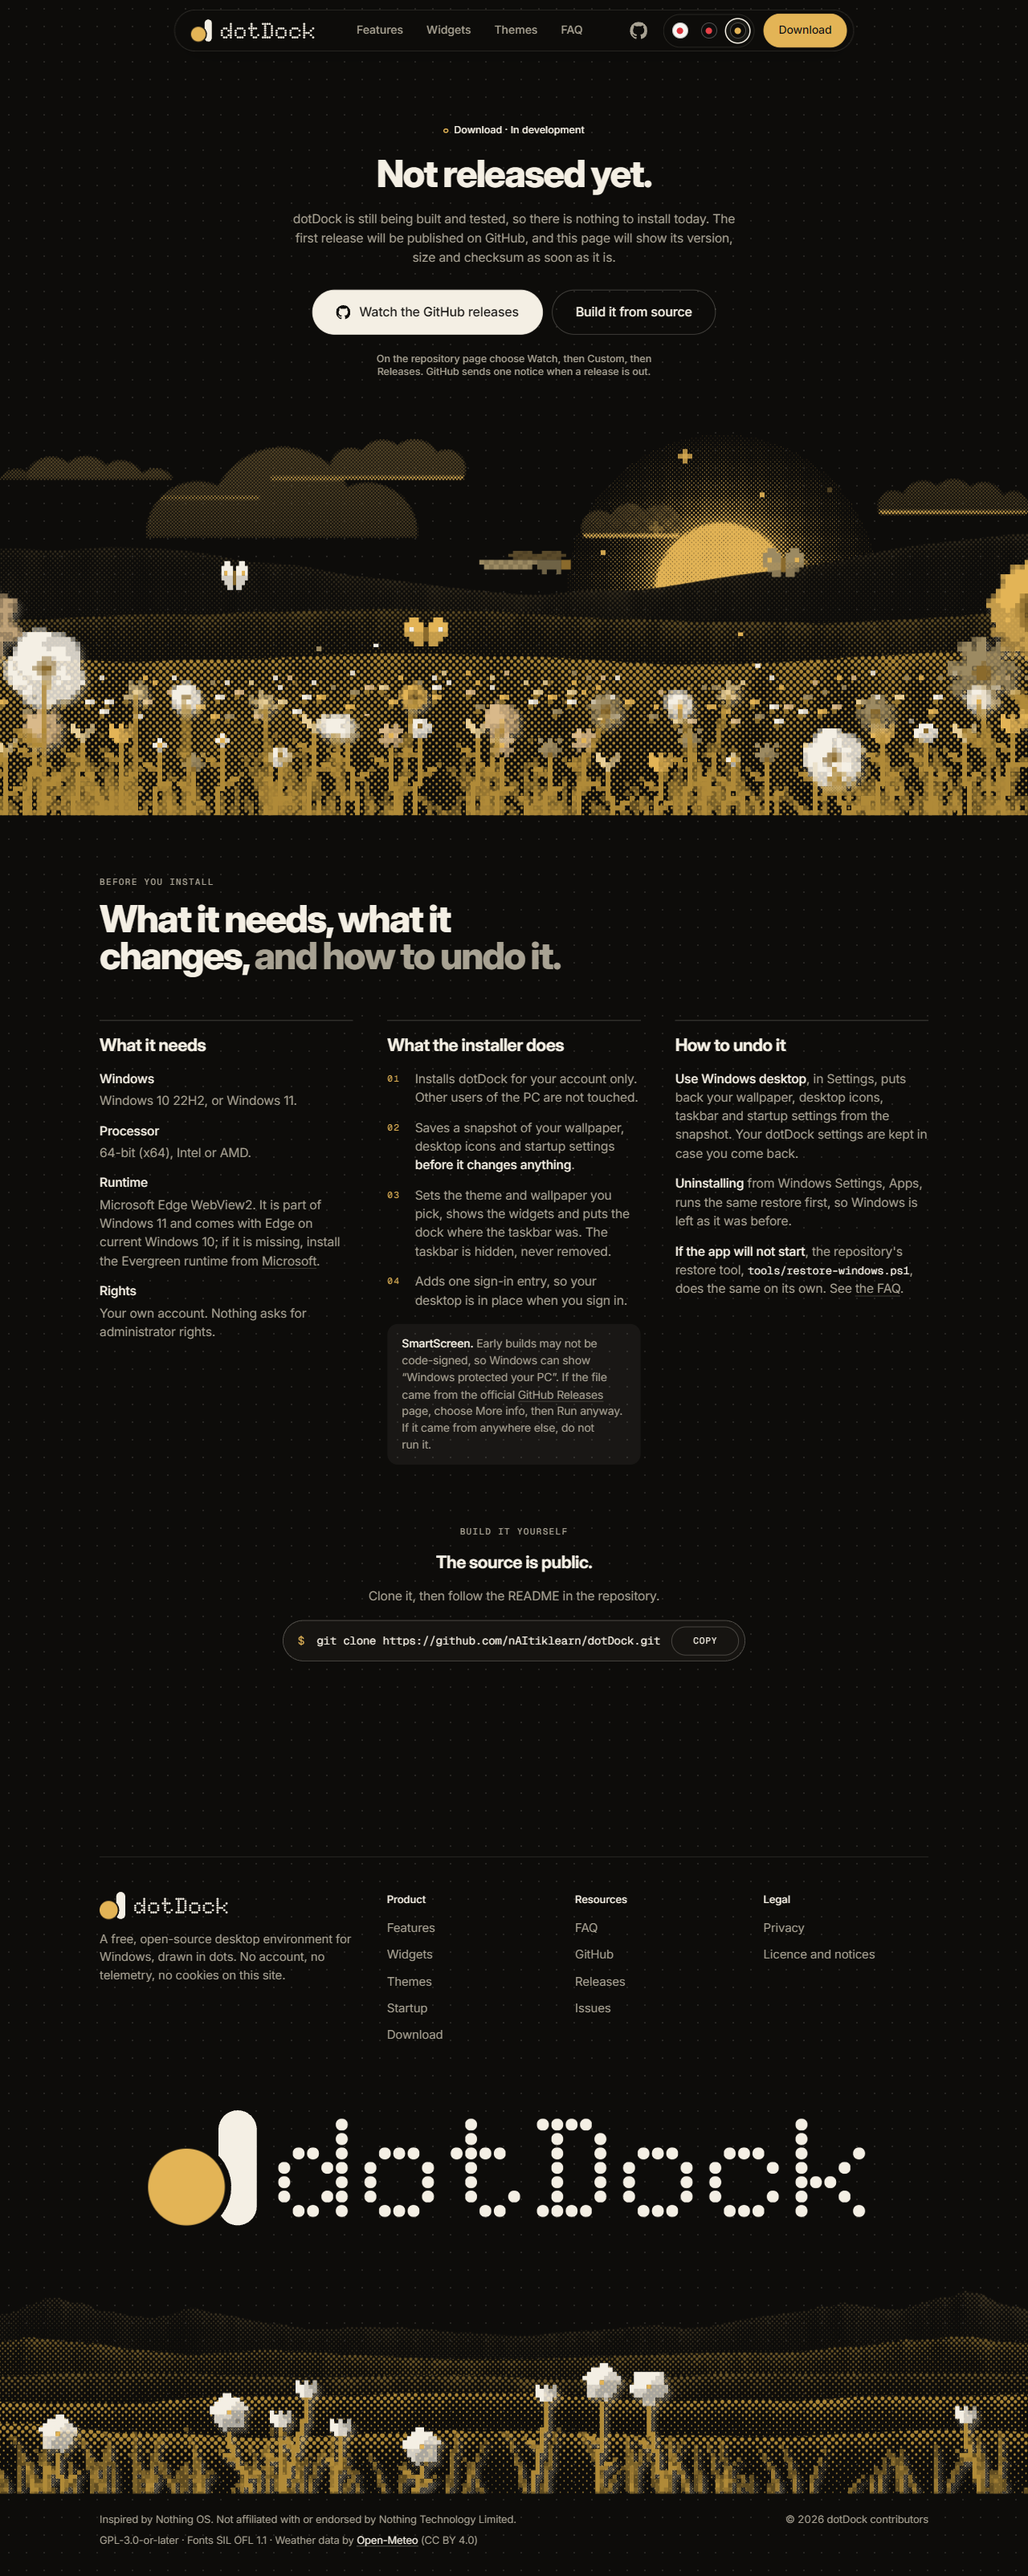 dotDock
Features
Widgets
Themes
FAQ
Download
Download · In development
Not released yet.
dotDock is still being built and tested, so there is nothing to install today. The
first release will be published on GitHub, and this page will show its version,
size and checksum as soon as it is.
Watch the GitHub releases
Build it from source
On the repository page choose Watch, then Custom, then
Releases. GitHub sends one notice when a release is out.
BEFORE YOU INSTALL
What it needs, what it
changes, and how to undo it.
What it needs
Windows
Windows 10 22H2, or Windows 11.
Processor
64-bit (x64), Intel or AMD.
Runtime
Microsoft Edge WebView2. It is part of
Windows 11 and comes with Edge on
current Windows 10; if it is missing, install
the Evergreen runtime from Microsoft.
Rights
Your own account. Nothing asks for
administrator rights.
What the installer does
01
Installs dotDock for your account only.
Other users of the PC are not touched.
02
Saves a snapshot of your wallpaper,
desktop icons and startup settings
before it changes anything.
03
Sets the theme and wallpaper you
pick, shows the widgets and puts the
dock where the taskbar was. The
taskbar is hidden, never removed.
04
Adds one sign-in entry, so your
desktop is in place when you sign in.
SmartScreen. Early builds may not be
code-signed, so Windows can show
“Windows protected your PC”. If the file
came from the official GitHub Releases
page, choose More info, then Run anyway.
If it came from anywhere else, do not
run it.
How to undo it
Use Windows desktop, in Settings, puts
back your wallpaper, desktop icons,
taskbar and startup settings from the
snapshot. Your dotDock settings are kept in
case you come back.
Uninstalling from Windows Settings, Apps,
runs the same restore first, so Windows is
left as it was before.
If the app will not start, the repository's
restore tool, tools/restore-windows.ps1,
does the same on its own. See the FAQ.
BUILD IT YOURSELF
The source is public.
Clone it, then follow the README in the repository.
$ git clone https://github.com/nAItiklearn/dotDock.git
COPY
dotDock
A free, open-source desktop environment for
Windows, drawn in dots. No account, no
telemetry, no cookies on this site.
Product
Features
Widgets
Themes
Startup
Download
Resources
FAQ
GitHub
Releases
Issues
Legal
Privacy
Licence and notices
dotDock
Inspired by Nothing OS. Not affiliated with or endorsed by Nothing Technology Limited.
© 2026 dotDock contributors
GPL-3.0-or-later · Fonts SIL OFL 1.1 · Weather data by Open-Meteo (CC BY 4.0)